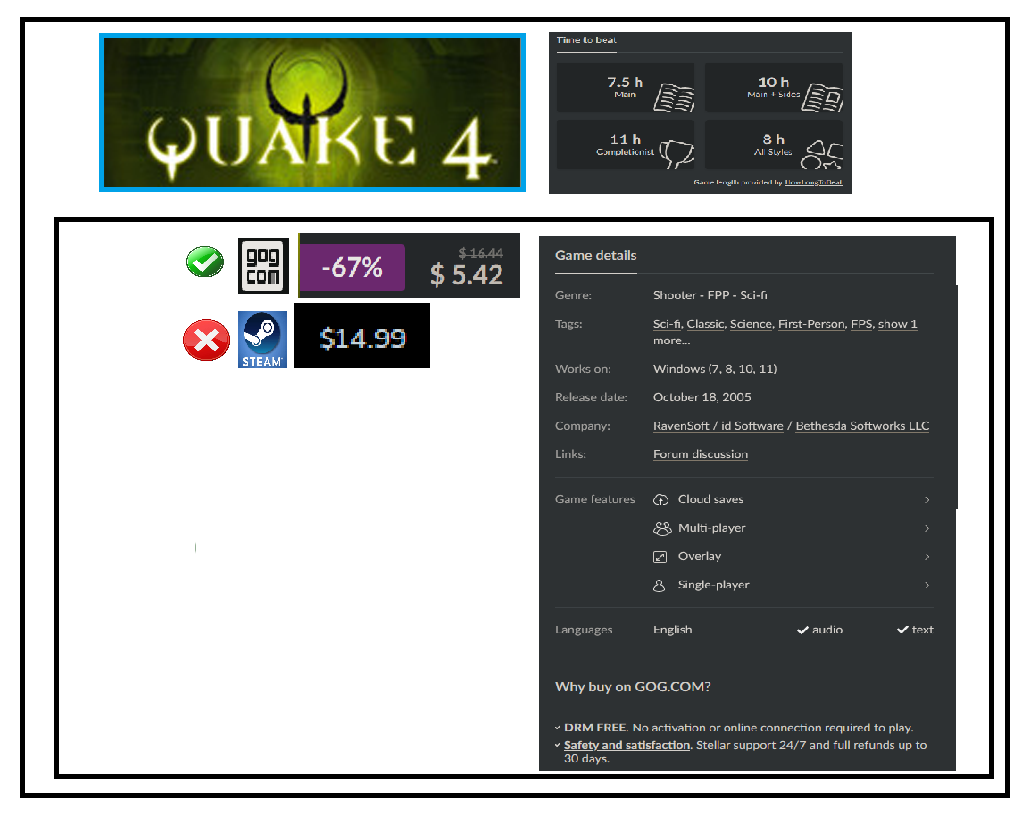 QUAKE 4
Time to beat
7.5 h
Main
10 h
Main + Sides
11 h
Completionist
8 h
All Styles
Game length provided by HowLongToBeat
gog
com
-67%
$ 16.44
$ 5.42
STEAM
$14.99
Game details
Genre: Shooter - FPP - Sci-fi
Tags: Sci-fi, Classic, Science, First-Person, FPS, show 1
more...
Works on: Windows (7, 8, 10, 11)
Release date: October 18, 2005
Company: RavenSoft / id Software / Bethesda Softworks LLC
Links: Forum discussion
Game features Cloud saves
Multi-player
Overlay
Single-player
Languages English audio text
Why buy on GOG.COM?
DRM FREE. No activation or online connection required to play.
Safety and satisfaction. Stellar support 24/7 and full refunds up to
30 days.